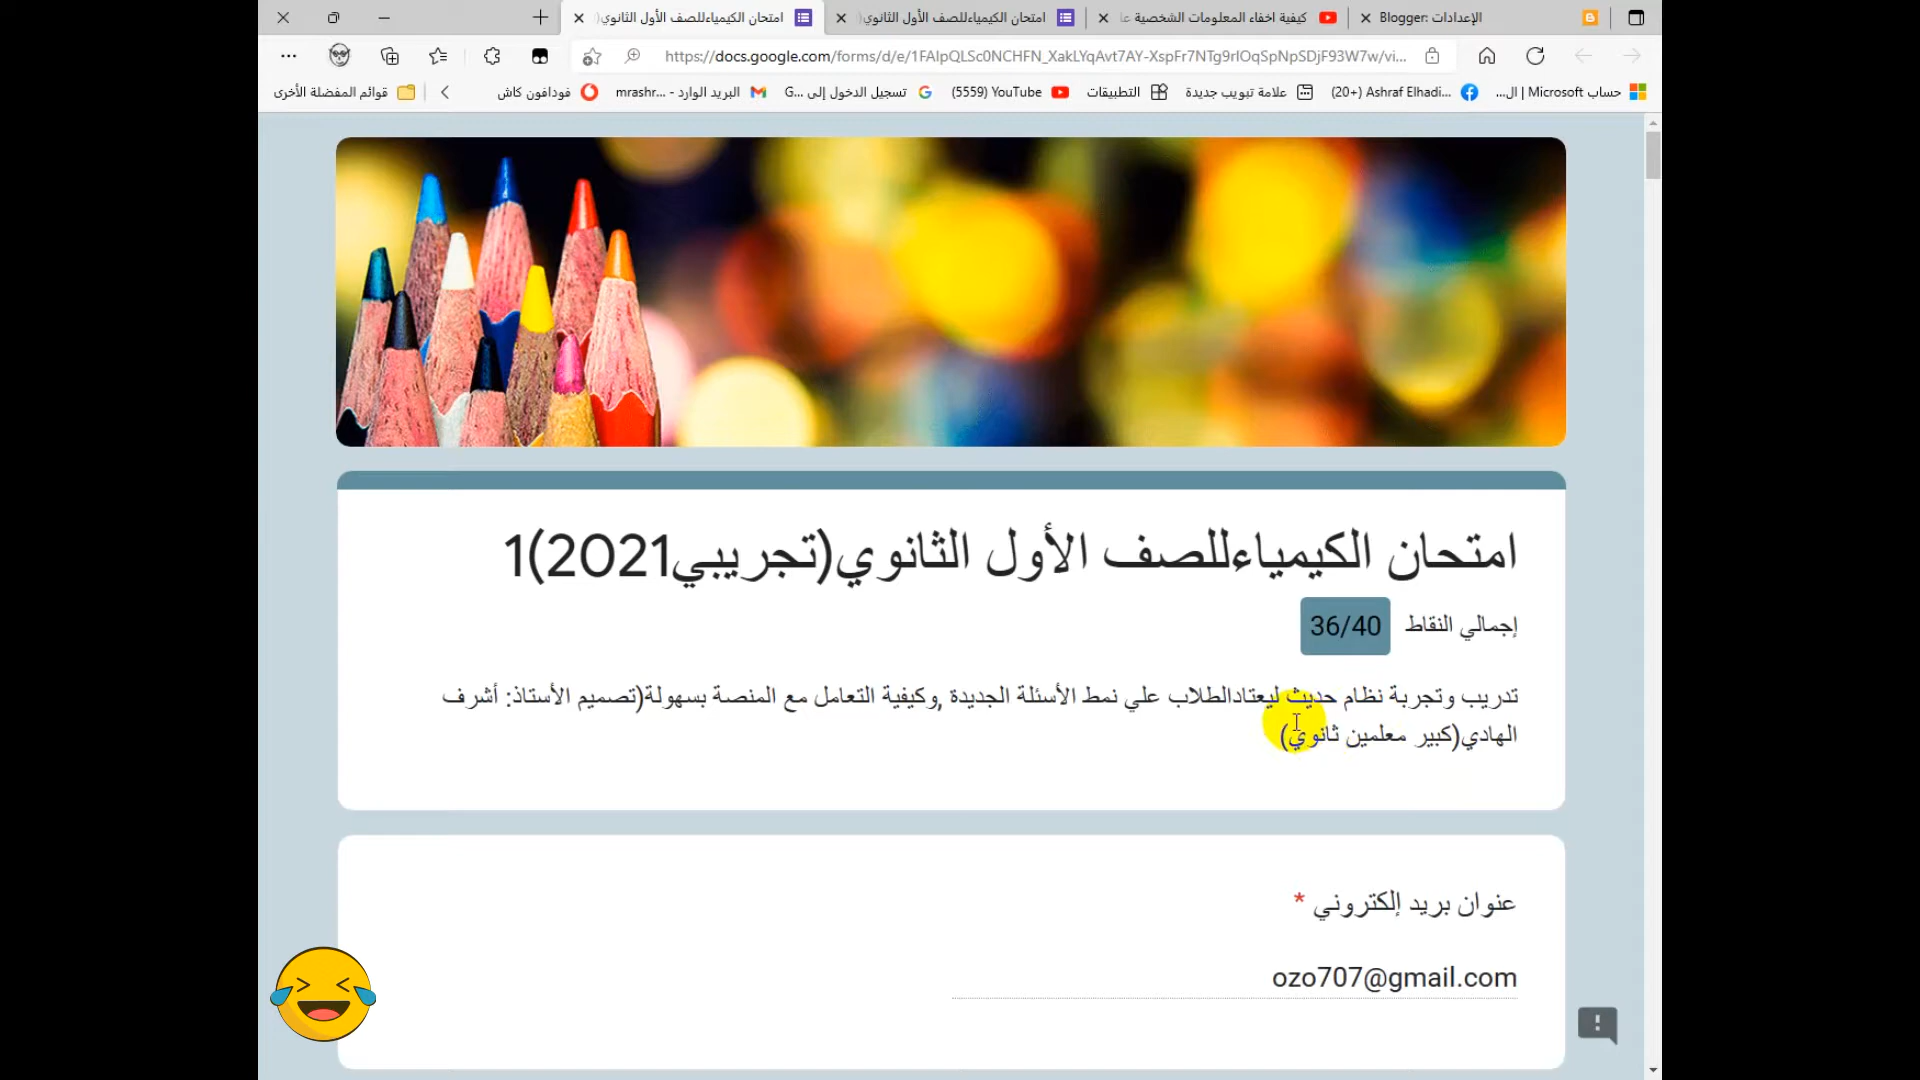 امتحان الكيمياءللصف الأول الثانوي(
امتحان الكيمياءللصف الأول الثانوي(
كيفية اخفاء المعلومات الشخصية عا
الإعدادات :Blogger
https://docs.google.com/forms/d/e/1FAIpQLSc0NCHFN_XakLYqAvt7AY-XspFr7NTg9rlOqSpNpSDjF93W7w/vi...
حساب Microsoft | ال...
(20+) Ashraf Elhadi...
علامة تبويب جديدة
التطبيقات
(5559) YouTube
تسجيل الدخول إلى G...
البريد الوارد - mrashr...
فودافون كاش
قوائم المفضلة الأخرى
امتحان الكيمياءللصف الأول الثانوي(تجريبي2021)1
إجمالي النقاط 36/40
تدريب وتجربة نظام حديث ليعتادالطلاب علي نمط الأسئلة الجديدة ,وكيفية التعامل مع المنصة بسهولة(تصميم الأستاذ: أشرف
الهادي(كبير معلمين ثانوي)
عنوان بريد إلكتروني *
ozo707@gmail.com